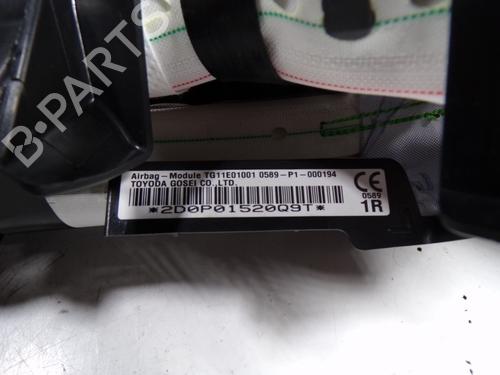 B-PARTS
Airbag-Module TG11E01001 0589-P1-000194
TOYODA GOSEI CO.,LTD.
*2D0P01520Q9T*
CE
0589
1R